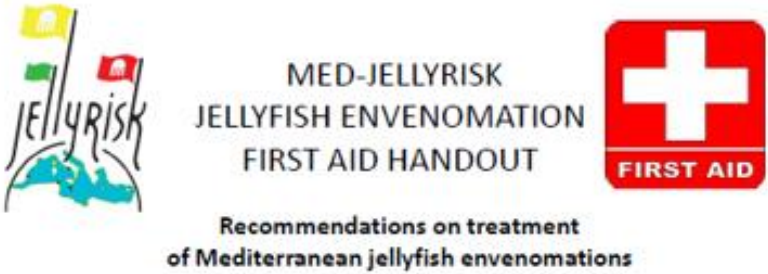 jellyrisk
MED-JELLYRISK
JELLYFISH ENVENOMATION
FIRST AID HANDOUT
FIRST AID
Recommendations on treatment
of Mediterranean jellyfish envenomations